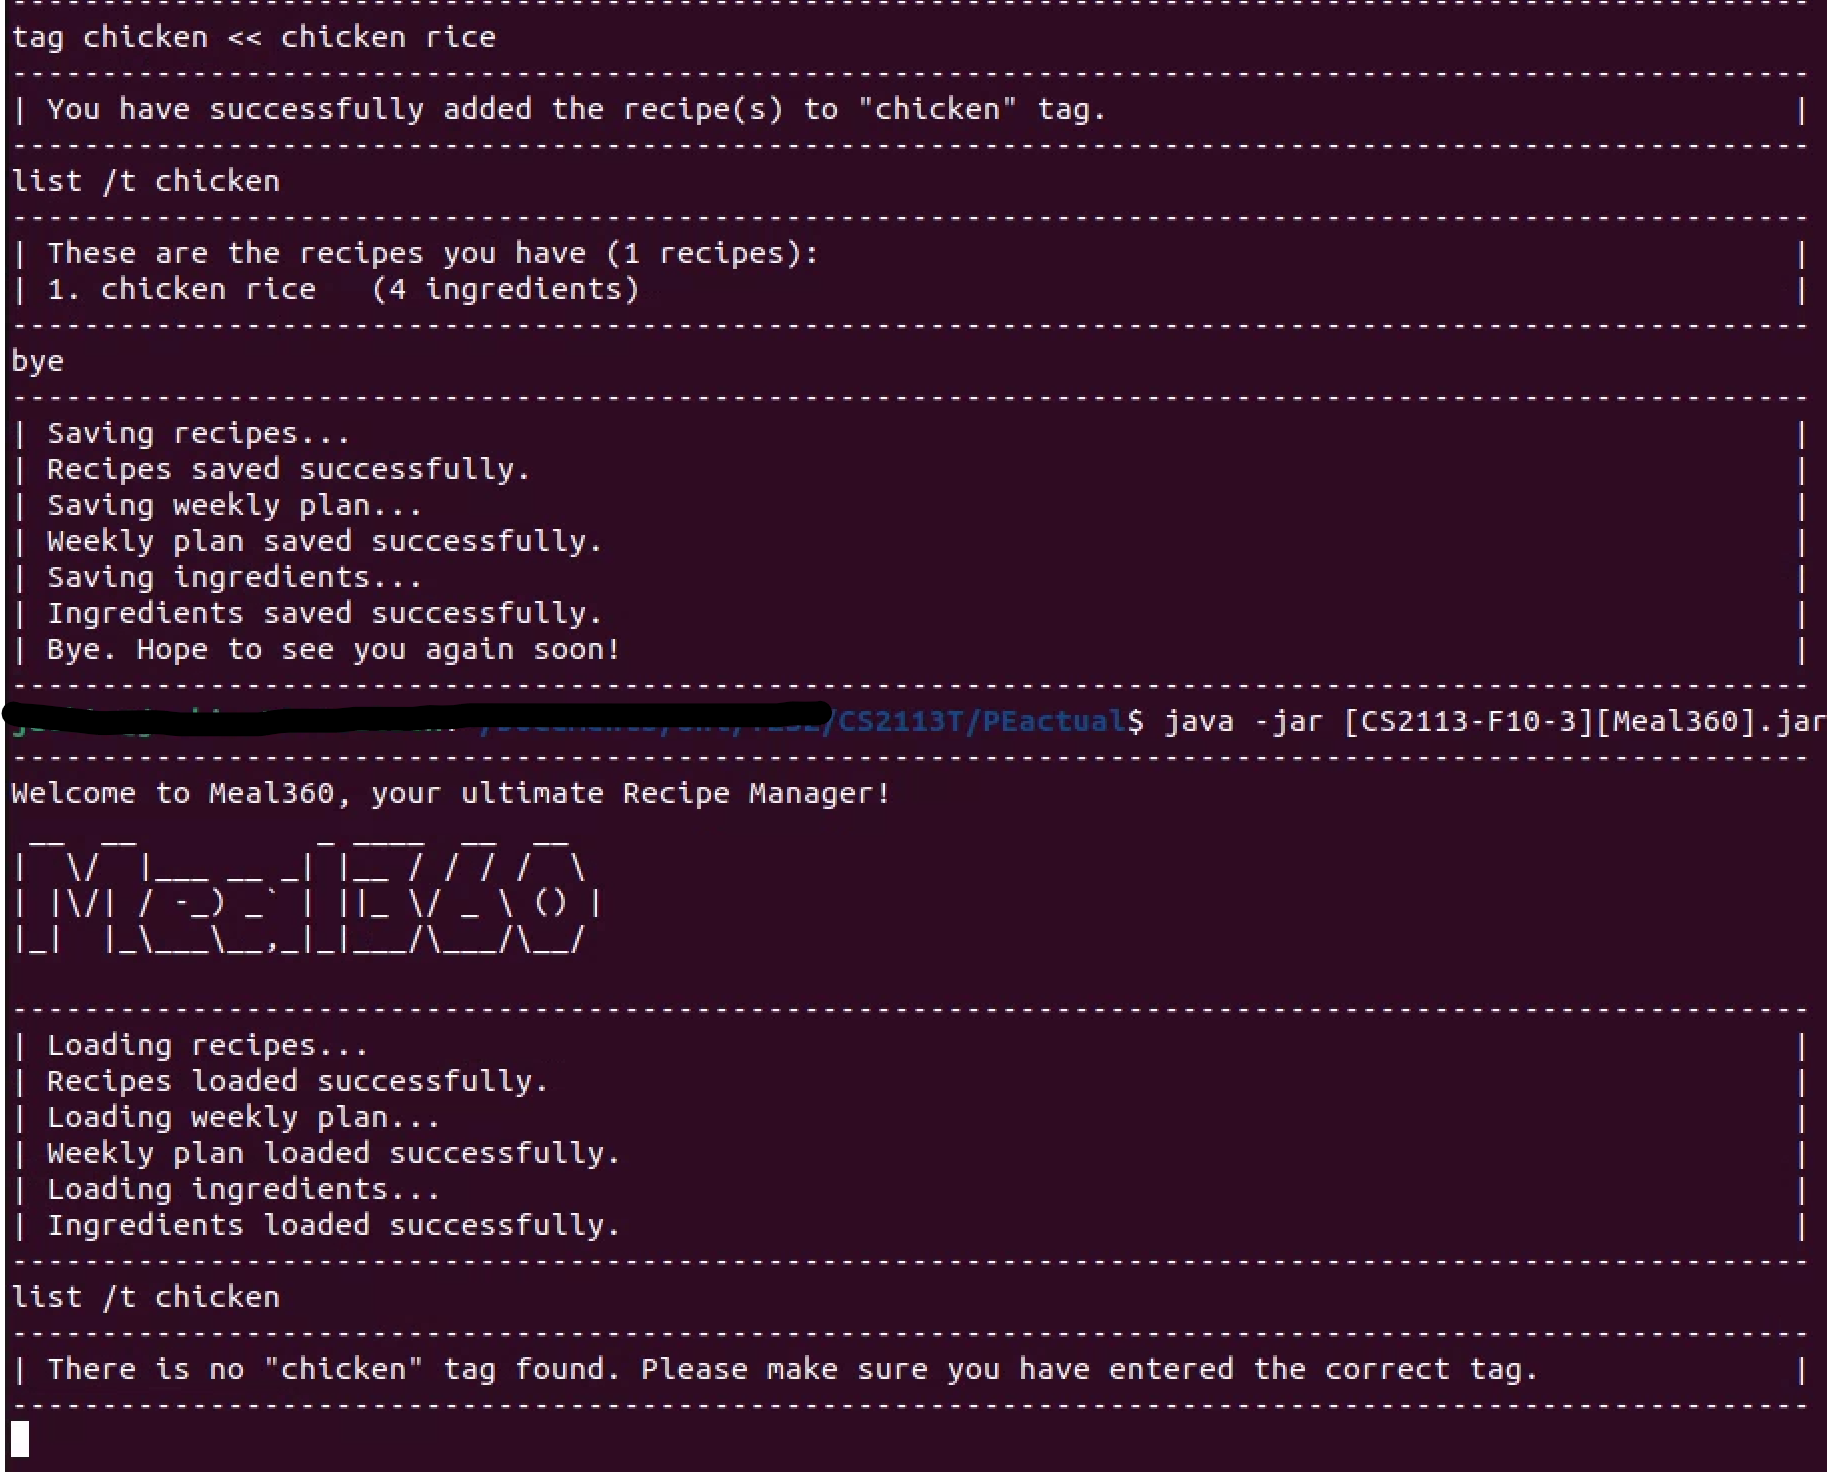 tag chicken << chicken rice
| You have successfully added the recipe(s) to "chicken" tag. |
list /t chicken
| These are the recipes you have (1 recipes): |
| 1. chicken rice   (4 ingredients) |
bye
| Saving recipes... |
| Recipes saved successfully. |
| Saving weekly plan... |
| Weekly plan saved successfully. |
| Saving ingredients... |
| Ingredients saved successfully. |
| Bye. Hope to see you again soon! |
/CS2113T/PEactual$ java -jar [CS2113-F10-3][Meal360].jar
Welcome to Meal360, your ultimate Recipe Manager!
Meal360
| Loading recipes... |
| Recipes loaded successfully. |
| Loading weekly plan... |
| Weekly plan loaded successfully. |
| Loading ingredients... |
| Ingredients loaded successfully. |
list /t chicken
| There is no "chicken" tag found. Please make sure you have entered the correct tag. |